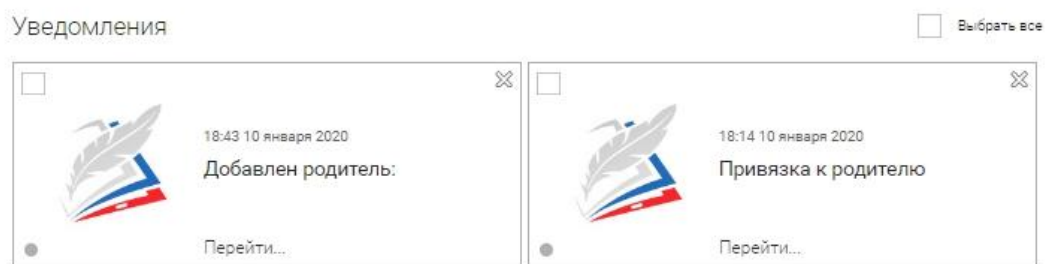 Уведомления
Выбрать все
18:43 10 января 2020
Добавлен родитель:
Перейти...
18:14 10 января 2020
Привязка к родителю
Перейти...